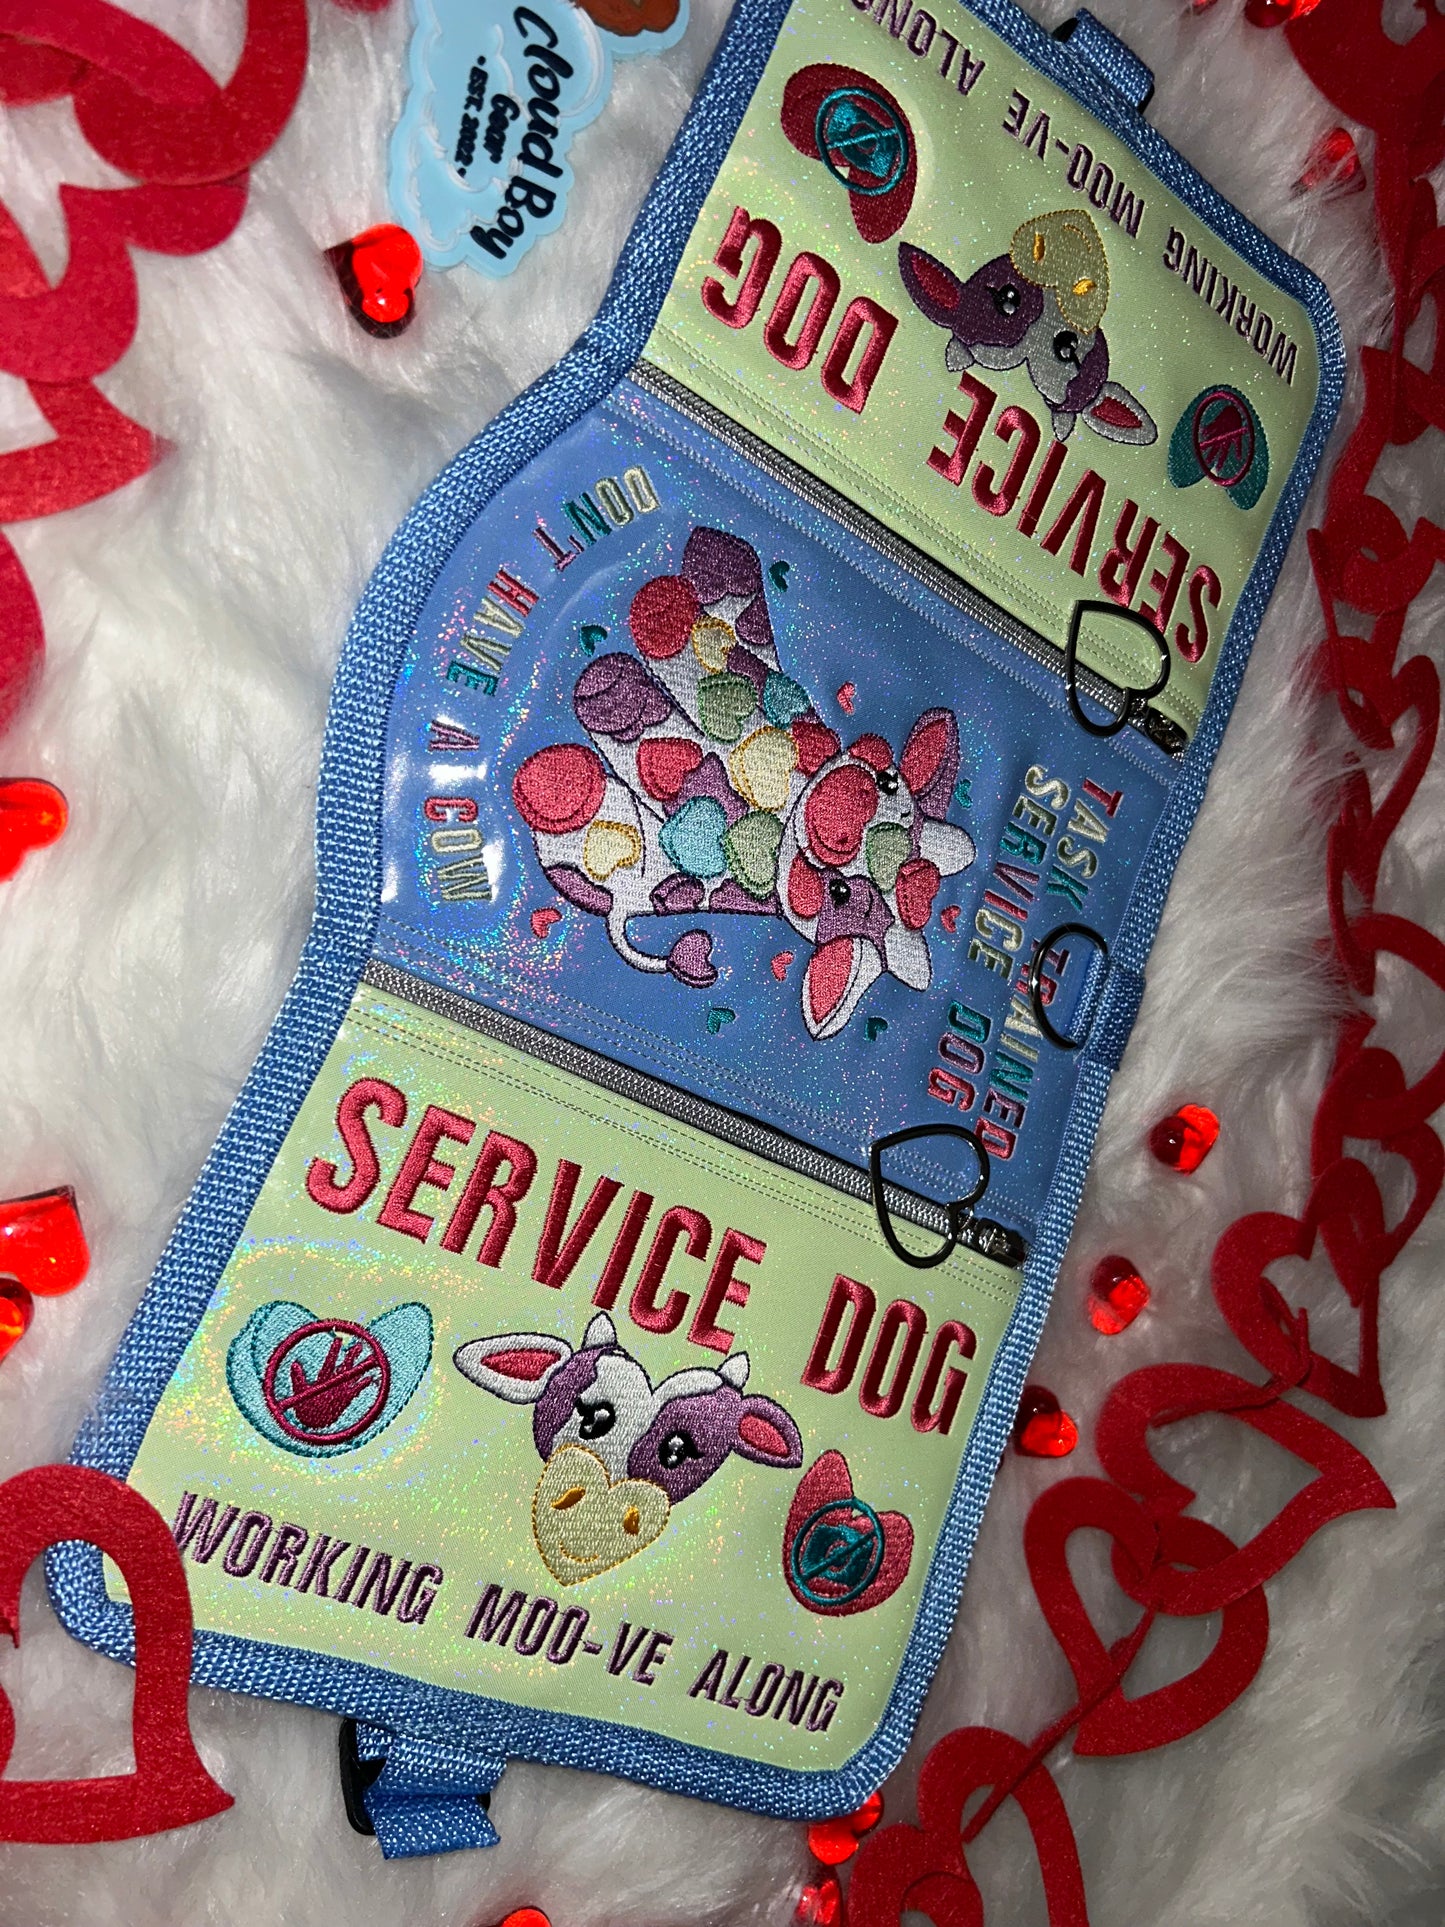 Cloud Boy
Gear
• EST. 2022 •
WORKING MOO-VE ALONG
SERVICE DOG
DON'T HAVE A COW
TASK TRAINED
SERVICE DOG
SERVICE DOG
WORKING MOO-VE ALONG